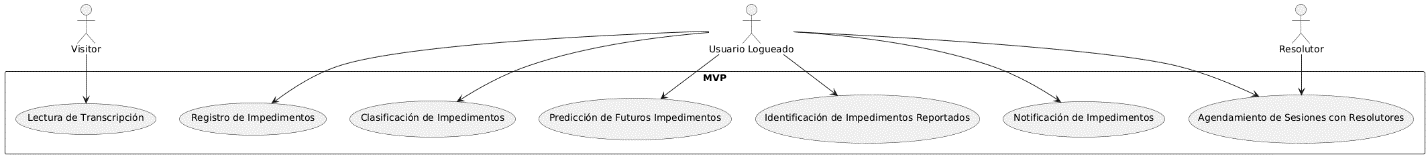 Visitor
Usuario Logueado
Resolutor
MVP
Lectura de Transcripción
Registro de Impedimentos
Clasificación de Impedimentos
Predicción de Futuros Impedimentos
Identificación de Impedimentos Reportados
Notificación de Impedimentos
Agendamiento de Sesiones con Resolutores